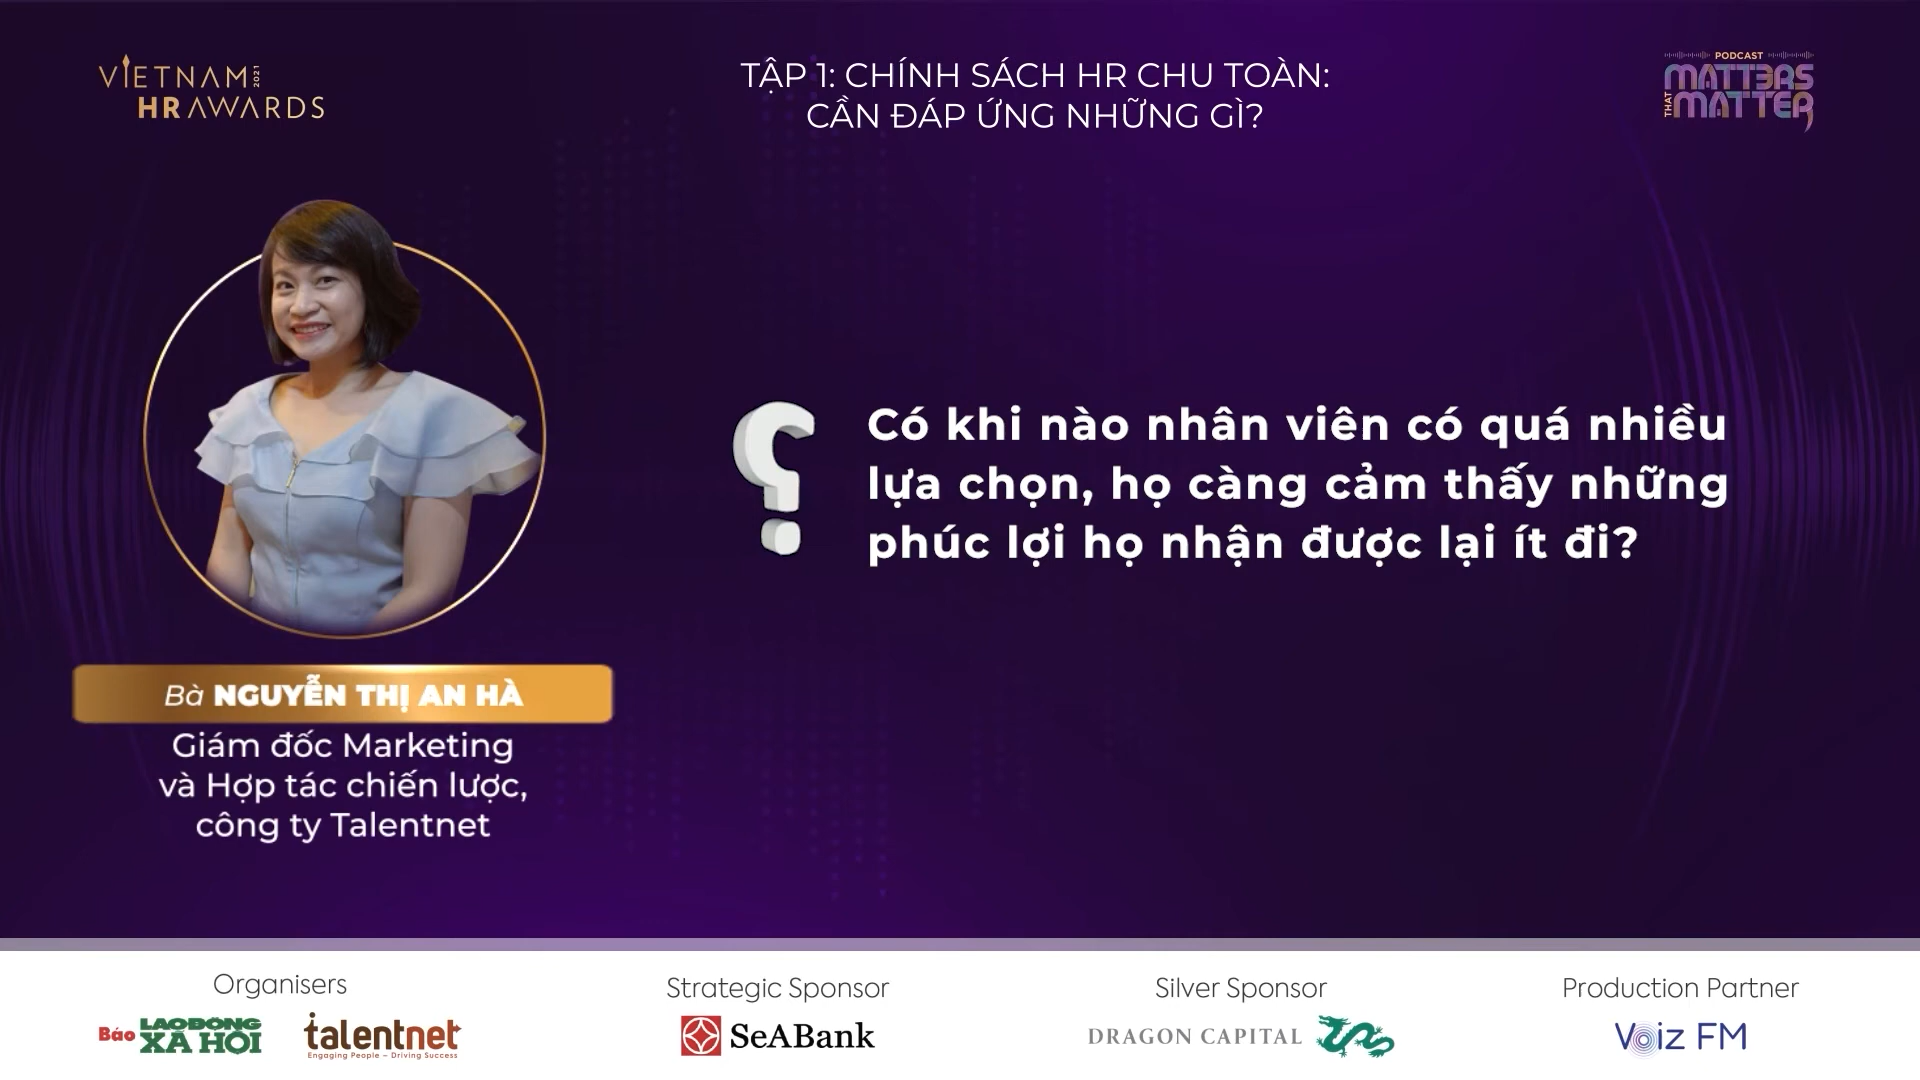 VIETNAM 2021
HR AWARDS
TẬP 1: CHÍNH SÁCH HR CHU TOÀN:
CẦN ĐÁP ỨNG NHỮNG GÌ?
PODCAST
MATTERS
THAT MATTER
Có khi nào nhân viên có quá nhiều
lựa chọn, họ càng cảm thấy những
phúc lợi họ nhận được lại ít đi?
Bà NGUYỄN THỊ AN HÀ
Giám đốc Marketing
và Hợp tác chiến lược,
công ty Talentnet
Organisers
Báo LAO ĐỘNG
XÃ HỘI
talentnet
Engaging People – Driving Success
Strategic Sponsor
SeABank
Silver Sponsor
DRAGON CAPITAL
Production Partner
Voiz FM